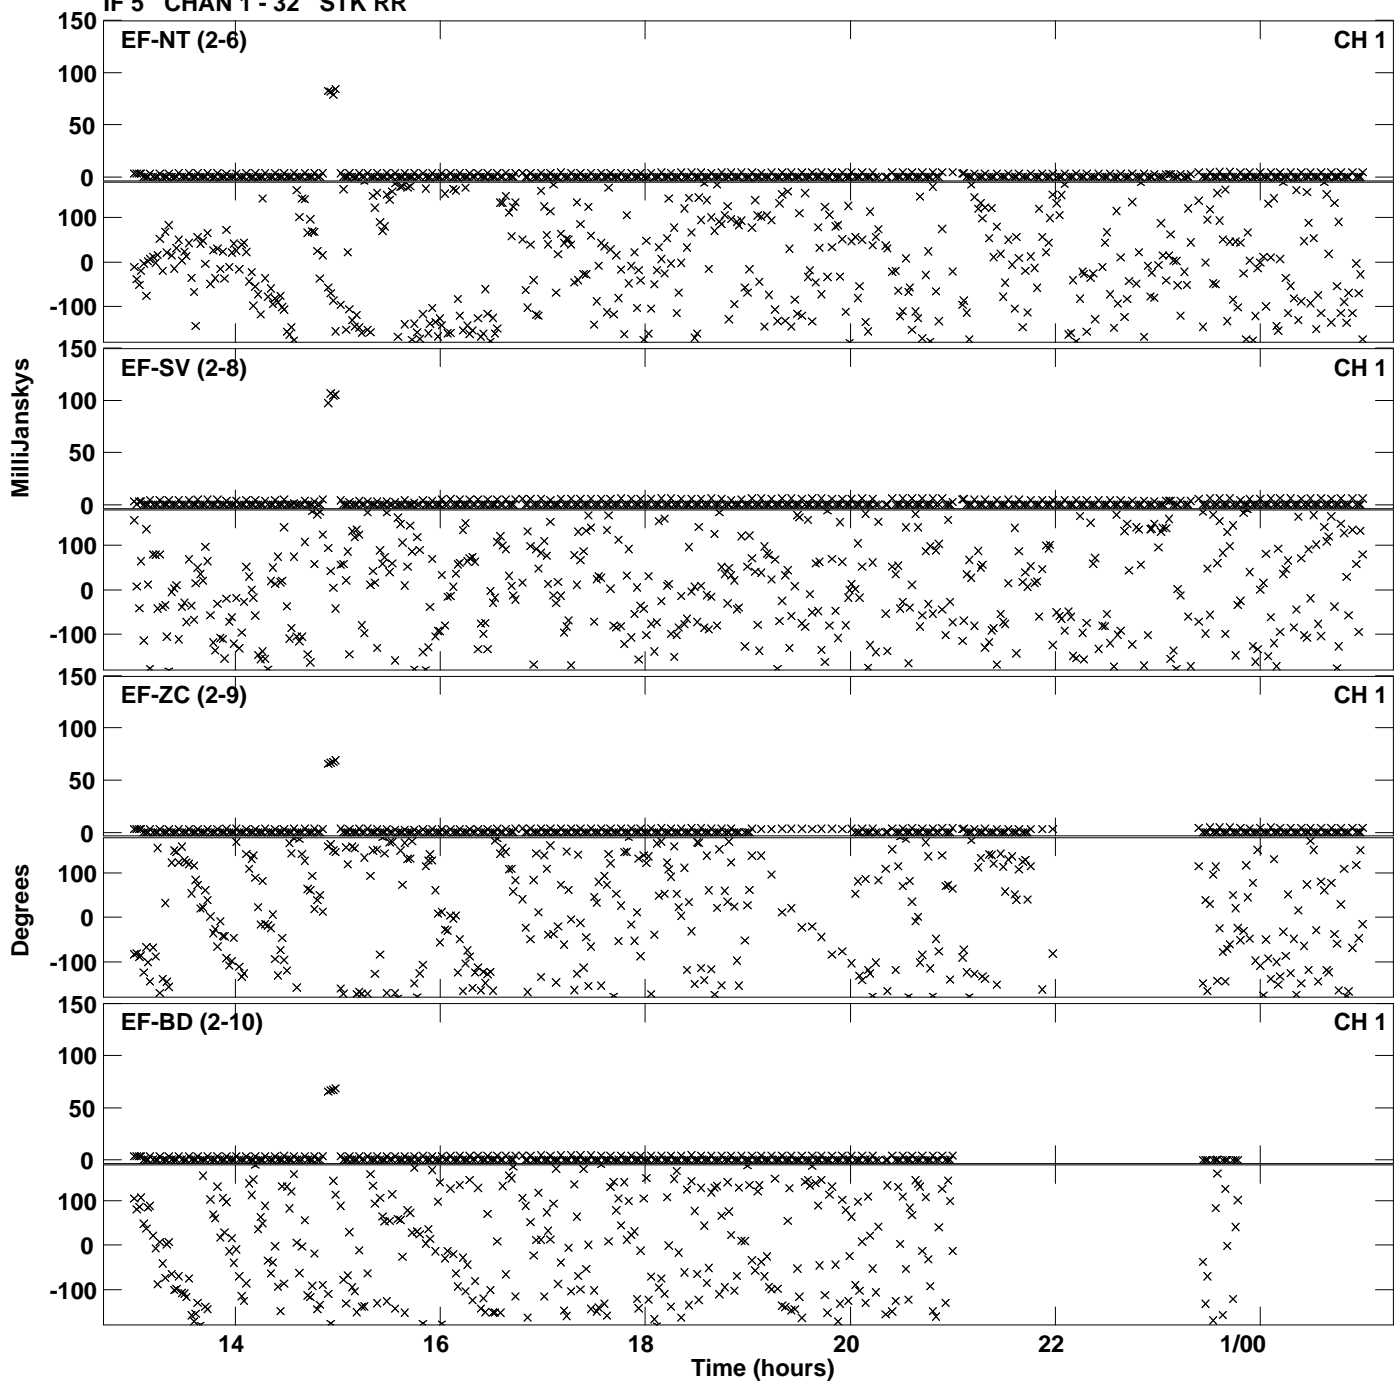 IF 5 CHAN 1 - 32 STK RR
150
EF-NT (2-6)
CH 1
100
50
0
100
0
-100
150
EF-SV (2-8)
CH 1
100
50
0
100
0
-100
MilliJanskys
150
EF-ZC (2-9)
CH 1
100
50
0
100
0
-100
Degrees
150
EF-BD (2-10)
CH 1
100
50
0
100
0
-100
14 16 18 20 22 1/00
Time (hours)